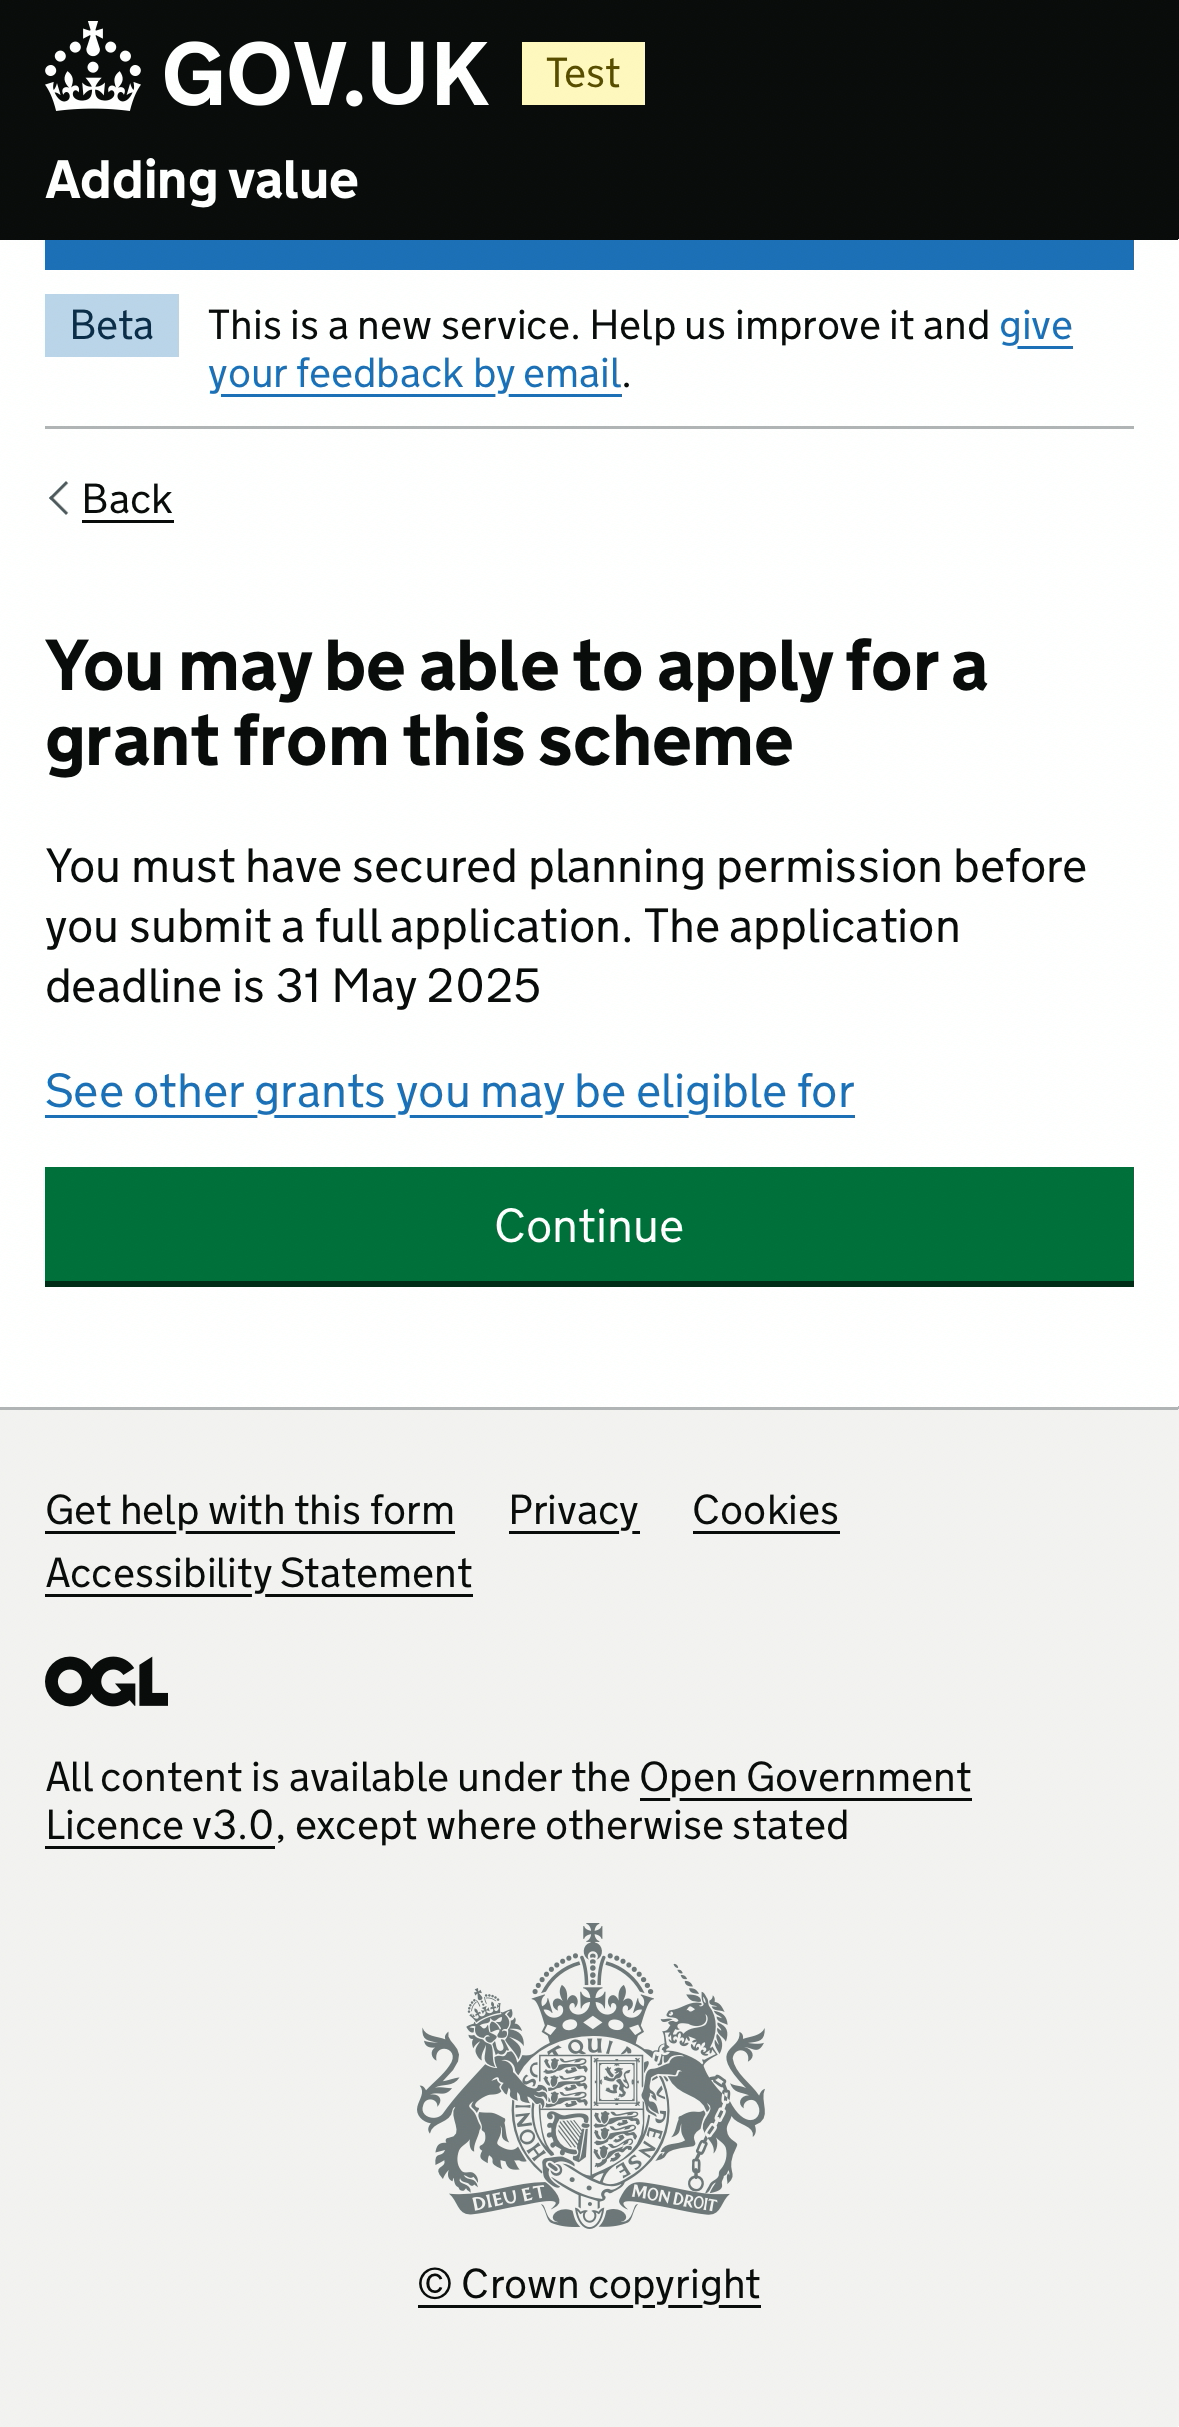 GOV.UK Test
Adding value
Beta This is a new service. Help us improve it and give
your feedback by email.
Back
You may be able to apply for a
grant from this scheme
You must have secured planning permission before
you submit a full application. The application
deadline is 31 May 2025
See other grants you may be eligible for
Continue
Get help with this form Privacy Cookies
Accessibility Statement
OGL
All content is available under the Open Government
Licence v3.0, except where otherwise stated
QUI
HONI
PENSE
DIEU ET MON DROIT
© Crown copyright